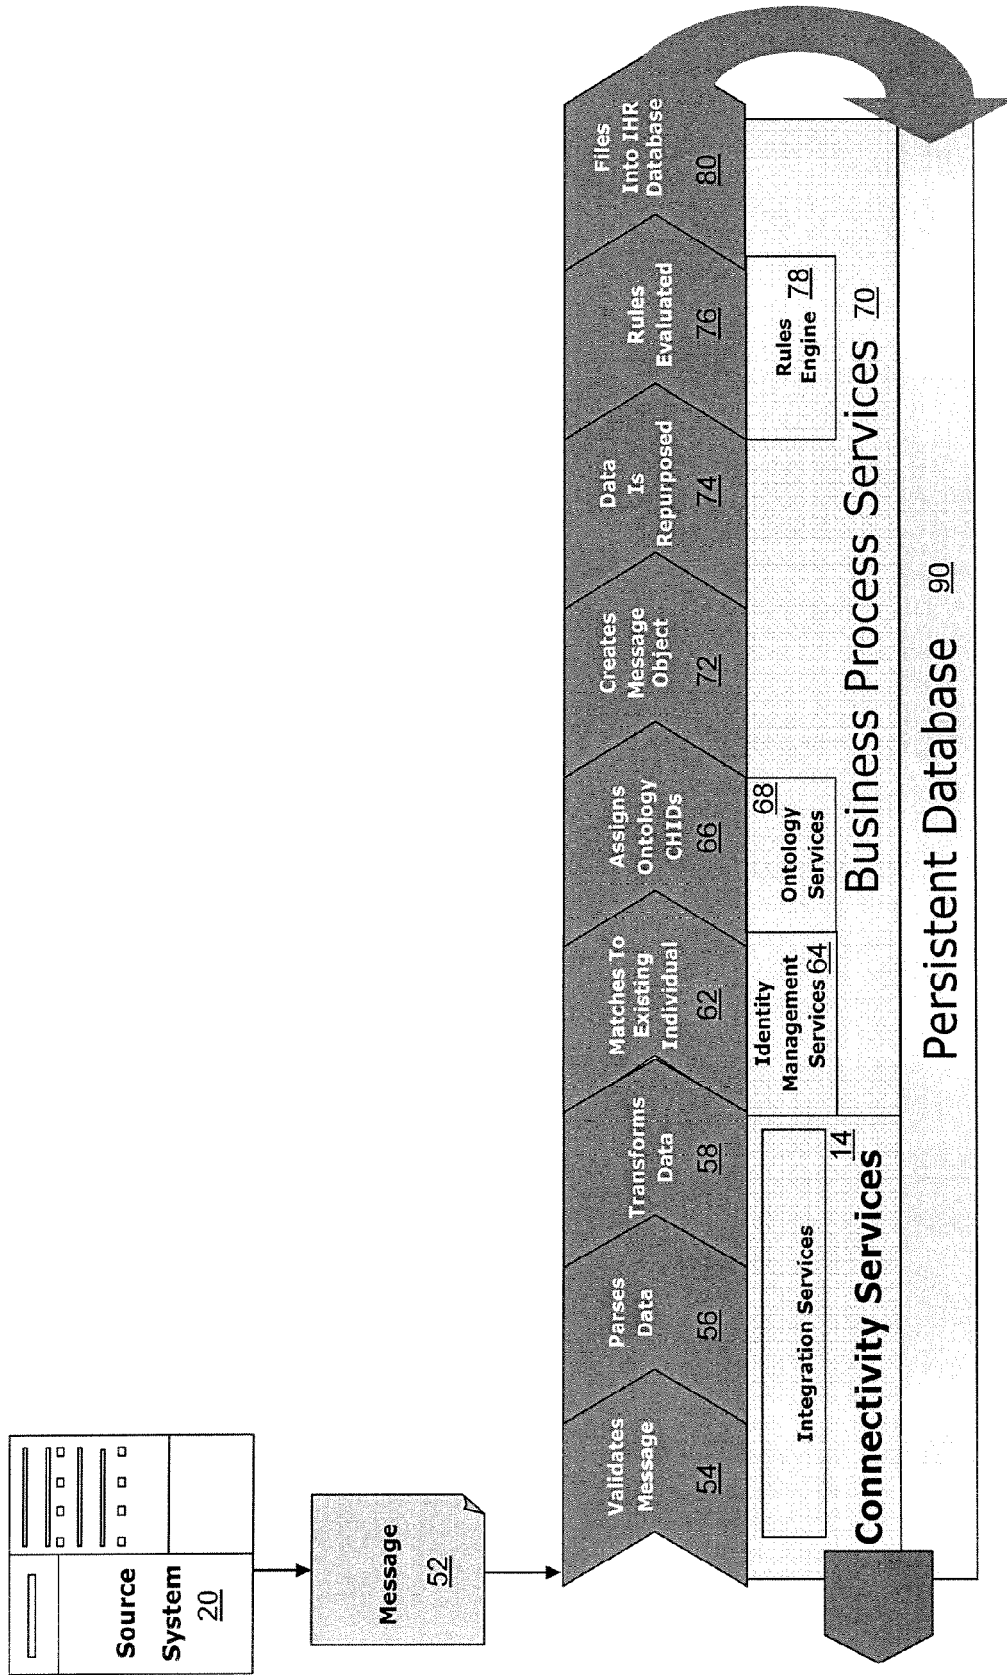 Source
System
20
Message
52
Validates
Message
54
Parses
Data
56
Transforms
Data
58
Matches To
Existing
Individual
62
Assigns
Ontology
CHIDs
66
Creates
Message
Object
72
Data
Is
Repurposed
74
Rules
Evaluated
76
Files
Into IHR
Database
80
Integration Services
Connectivity Services 14
Identity
Management
Services 64
68
Ontology
Services
Rules
Engine 78
Business Process Services 70
Persistent Database 90